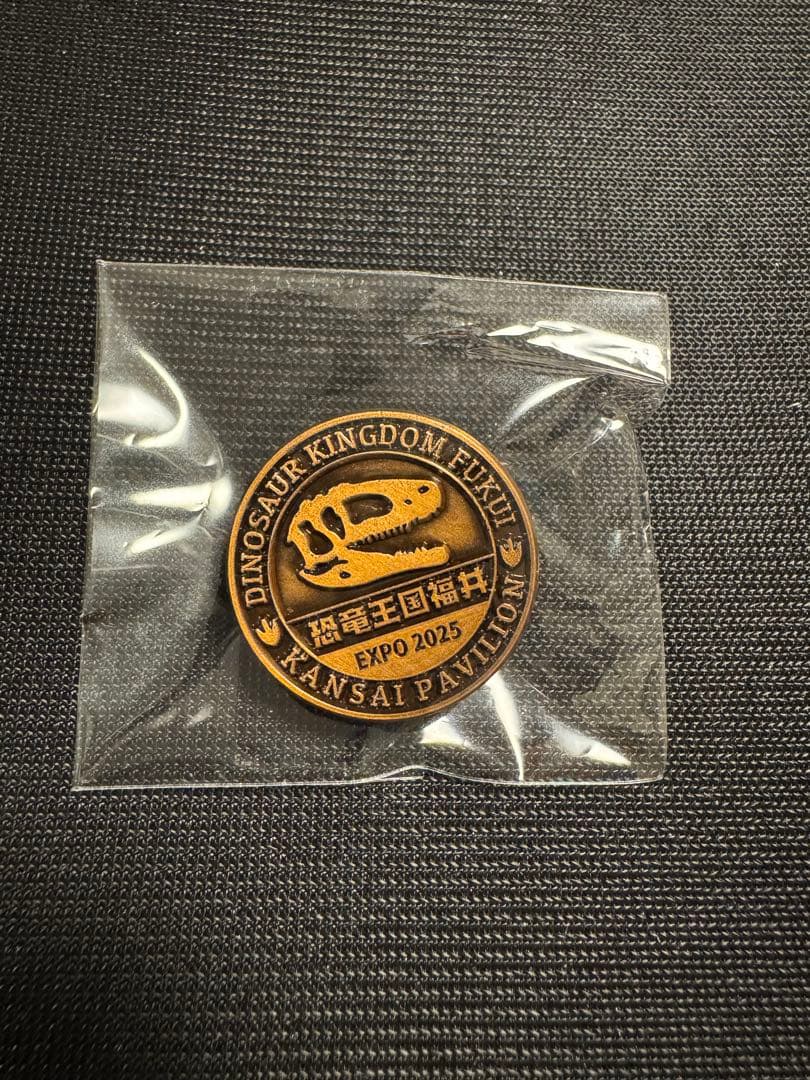 DINOSAUR KINGDOM FUKUI
恐竜王国福井
EXPO 2025
KANSAI PAVILION